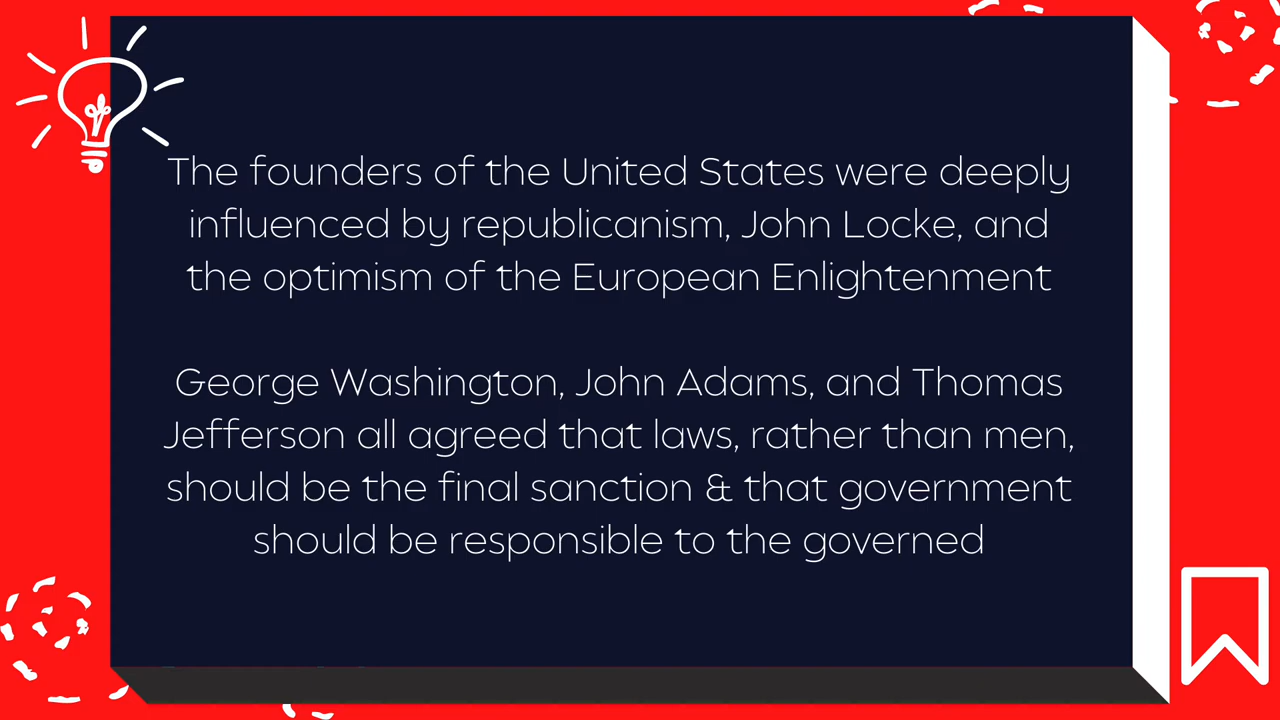 The founders of the United States were deeply
influenced by republicanism, John Locke, and
the optimism of the European Enlightenment
George Washington, John Adams, and Thomas
Jefferson all agreed that laws, rather than men,
should be the final sanction & that government
should be responsible to the governed